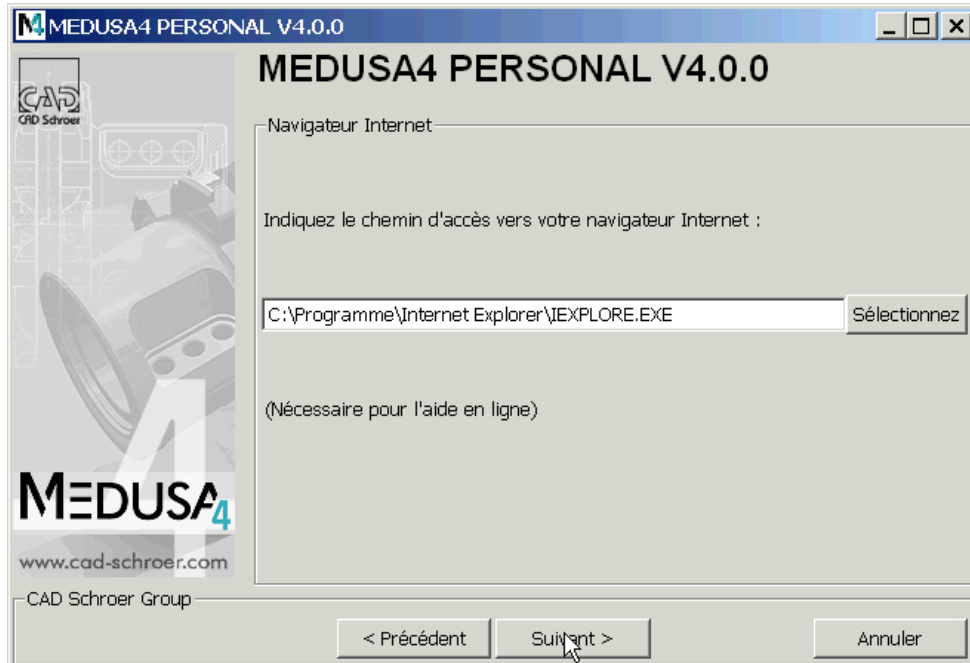 MEDUSA4 PERSONAL V4.0.0
MEDUSA4 PERSONAL V4.0.0
CAD
CAD Schroer
Navigateur Internet
Indiquez le chemin d'accès vers votre navigateur Internet :
C:\Programme\Internet Explorer\IEXPLORE.EXE
Sélectionnez
(Nécessaire pour l'aide en ligne)
4
MEDUSA4
www.cad-schroer.com
CAD Schroer Group
< Précédent
Suivant >
Annuler